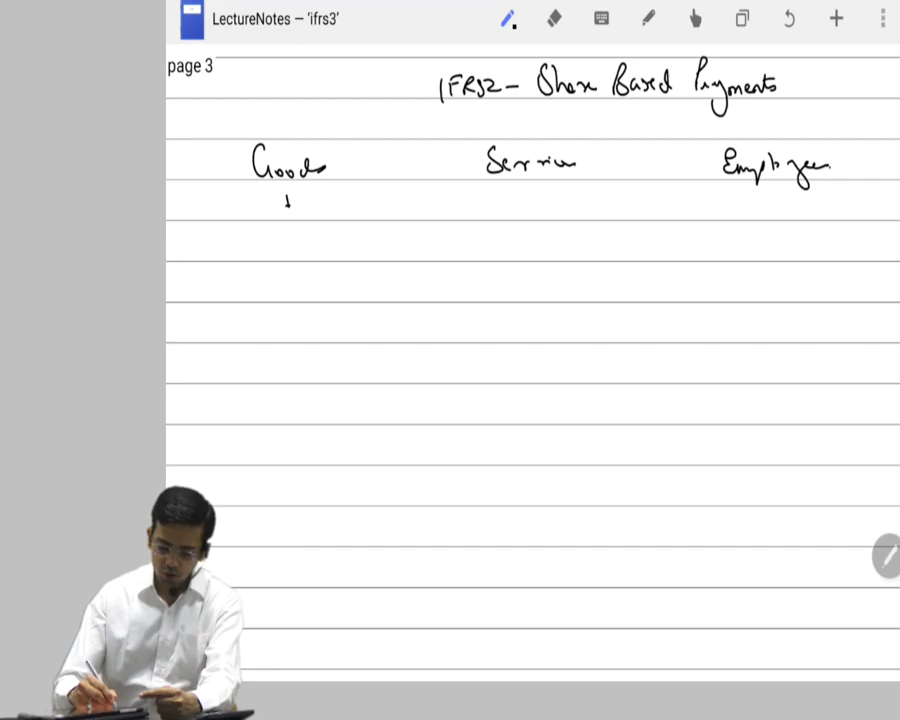 LectureNotes – 'ifrs3'
page 3
IFRS2 - Share Based Payments
Goods Services Employees